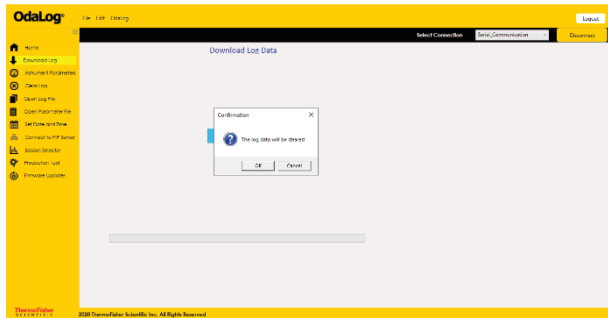 OdaLog®
File Edit OdaLog
Logout
Select Connection
Serial_Communication
Disconnect
Home
Download Log
Instrument Parameters
Clear Log
Open Log File
Open Parameter File
Set Date and Time
Connect to FTP Server
Session Selector
Production Tool
Firmware Updater
Download Log Data
Confirmation
The log data will be cleared
OK
Cancel
ThermoFisher
SCIENTIFIC
2020 ThermoFisher Scientific Inc. All Rights Reserved